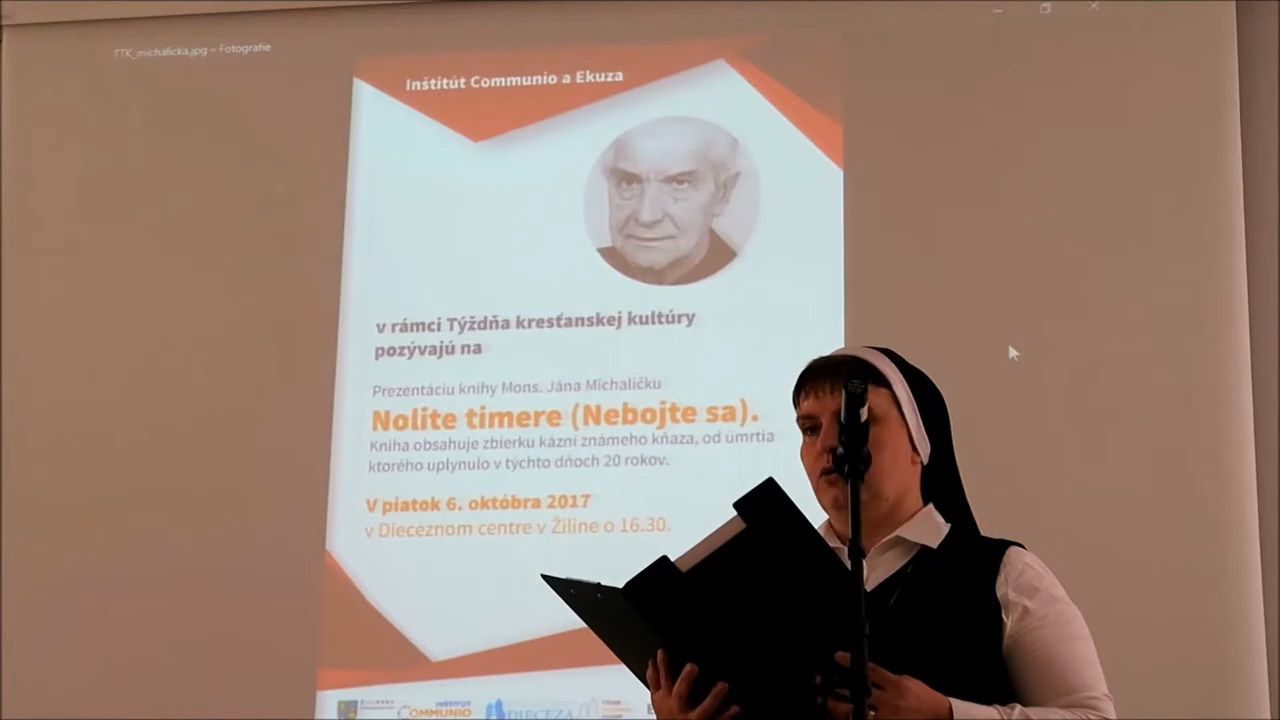 TTK_michalicka.jpg – Fotografie
Inštitút Communio a Ekuza
v rámci Týždňa kresťanskej kultúry
pozývajú na
Prezentáciu knihy Mons. Jána Michaličku
Nolite timere (Nebojte sa).
Kniha obsahuje zbierku kázní známeho kňaza, od úmrtia
ktorého uplynulo v týchto dňoch 20 rokov.
V piatok 6. októbra 2017
v Diecéznom centre v Žiline o 16.30.
INŠTITÚT
COMMUNIO
DIECÉZA